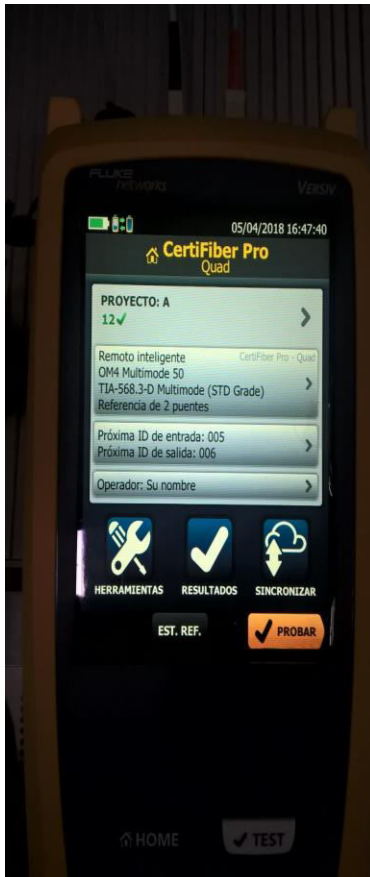 FLUKE
networks
VERSIV
05/04/2018 16:47:40
CertiFiber Pro
Quad
PROYECTO: A
12✓
Remoto inteligente
CertiFiber Pro - Quad
OM4 Multimode 50
TIA-568.3-D Multimode (STD Grade)
Referencia de 2 puentes
Próxima ID de entrada: 005
Próxima ID de salida: 006
Operador: Su nombre
HERRAMIENTAS
RESULTADOS
SINCRONIZAR
EST. REF.
PROBAR
HOME
TEST